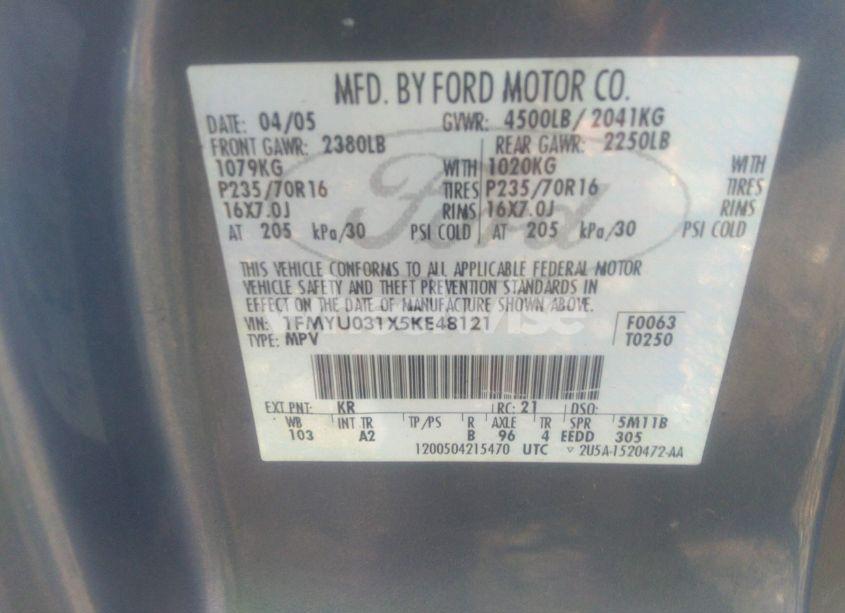 MFD. BY FORD MOTOR CO.
DATE: 04/05 GVWR: 4500LB / 2041KG
FRONT GAWR: 2380LB REAR GAWR: 2250LB
1079KG WITH 1020KG WITH
P235/70R16 TIRES P235/70R16 TIRES
16X7.0J RIMS 16X7.0J RIMS
AT 205 kPa/30 PSI COLD AT 205 kPa/30 PSI COLD
THIS VEHICLE CONFORMS TO ALL APPLICABLE FEDERAL MOTOR
VEHICLE SAFETY AND THEFT PREVENTION STANDARDS IN
EFFECT ON THE DATE OF MANUFACTURE SHOWN ABOVE.
VIN: 1FMYU031X5KE48121 F0063
TYPE: MPV T0250
EXT PNT: KR RC: 21 DSO:
WB INT TR TP/PS R AXLE TR SPR 5M11B
103 A2 B 96 4 EEDD 305
1200504215470 UTC ▽ 2U5A-1520472-AA
Ford